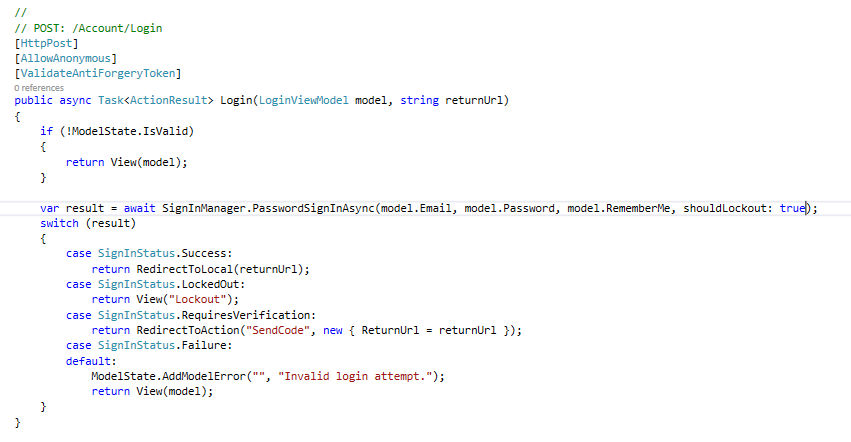 //
// POST: /Account/Login
[HttpPost]
[AllowAnonymous]
[ValidateAntiForgeryToken]
0 references
public async Task<ActionResult> Login(LoginViewModel model, string returnUrl)
{
    if (!ModelState.IsValid)
    {
        return View(model);
    }

    var result = await SignInManager.PasswordSignInAsync(model.Email, model.Password, model.RememberMe, shouldLockout: true);
    switch (result)
    {
        case SignInStatus.Success:
            return RedirectToLocal(returnUrl);
        case SignInStatus.LockedOut:
            return View("Lockout");
        case SignInStatus.RequiresVerification:
            return RedirectToAction("SendCode", new { ReturnUrl = returnUrl });
        case SignInStatus.Failure:
        default:
            ModelState.AddModelError("", "Invalid login attempt.");
            return View(model);
    }
}